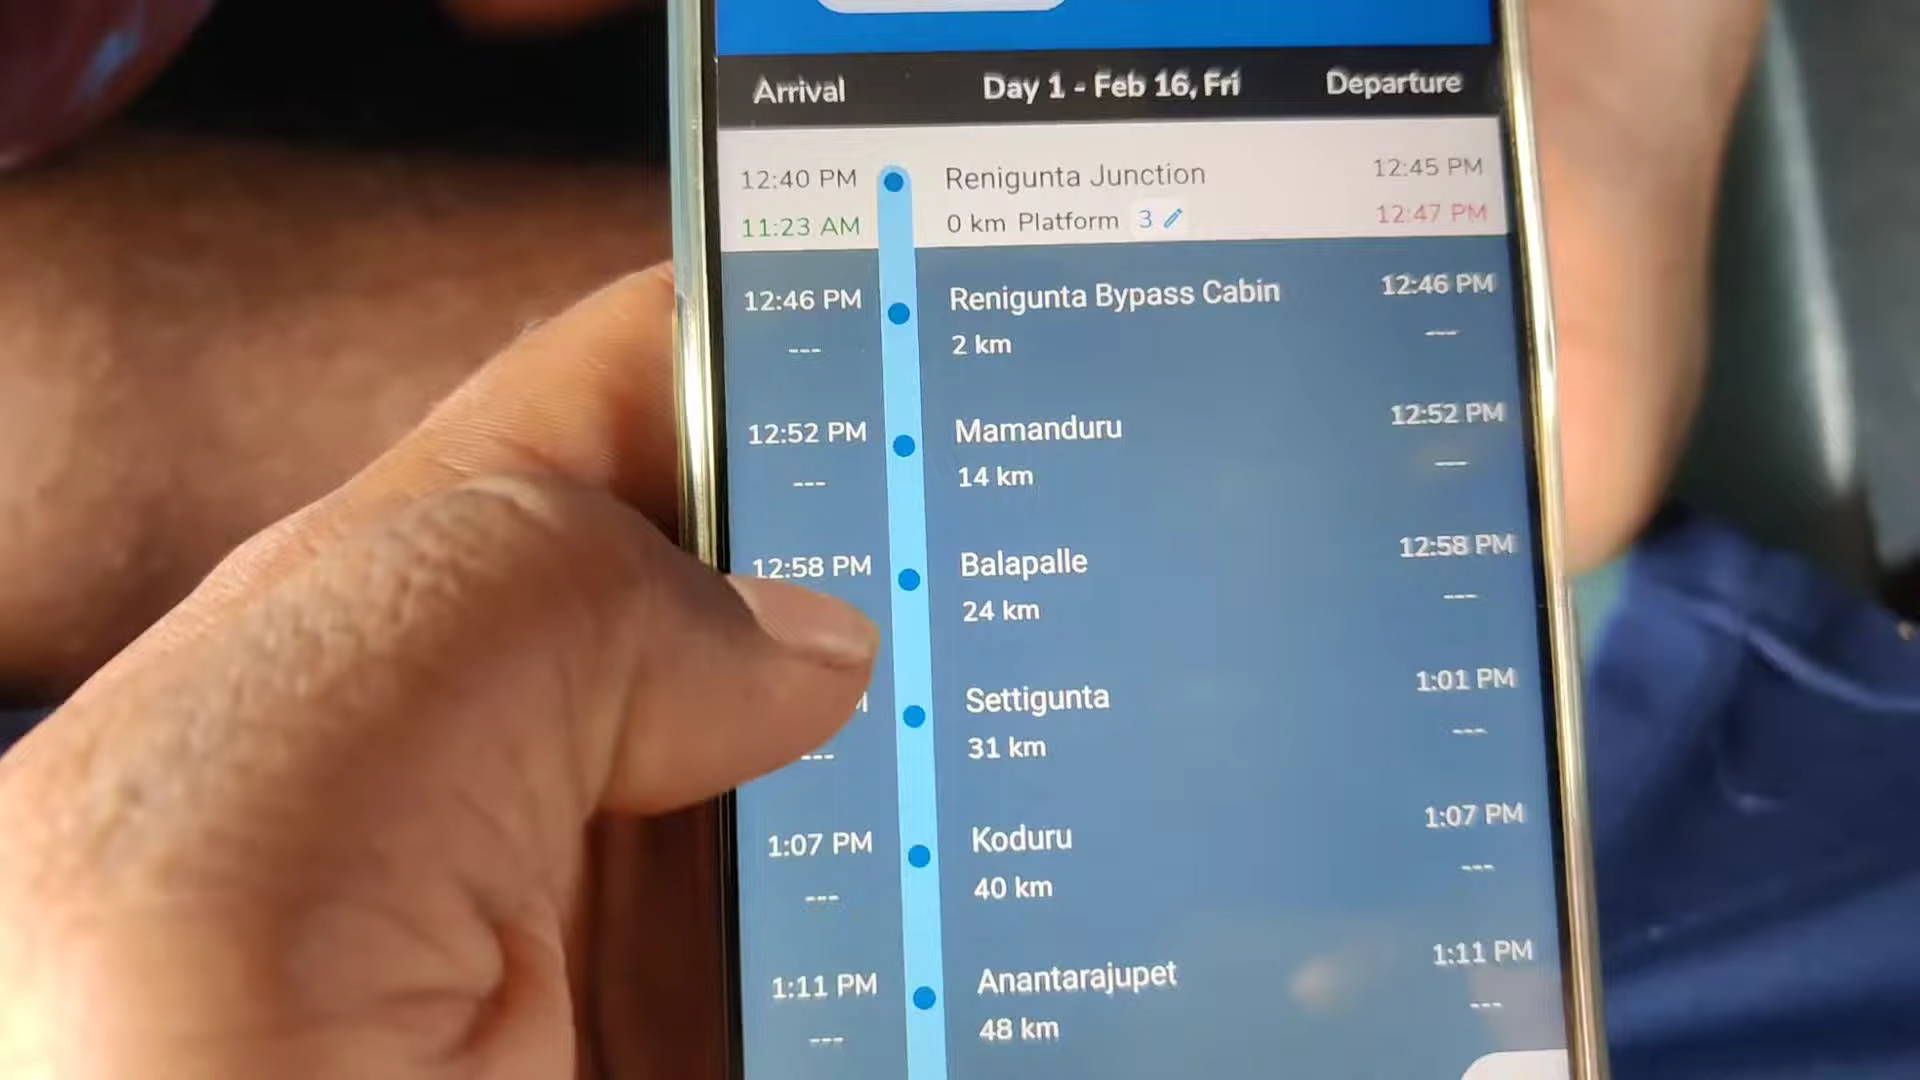 Arrival Day 1 - Feb 16, Fri Departure
12:40 PM Renigunta Junction 12:45 PM
11:23 AM 0 km Platform 3 12:47 PM
12:46 PM Renigunta Bypass Cabin 12:46 PM
--- 2 km ---
12:52 PM Mamanduru 12:52 PM
--- 14 km ---
12:58 PM Balapalle 12:58 PM
24 km ---
Settigunta 1:01 PM
--- 31 km ---
1:07 PM Koduru 1:07 PM
--- 40 km ---
1:11 PM Anantarajupet 1:11 PM
--- 48 km ---